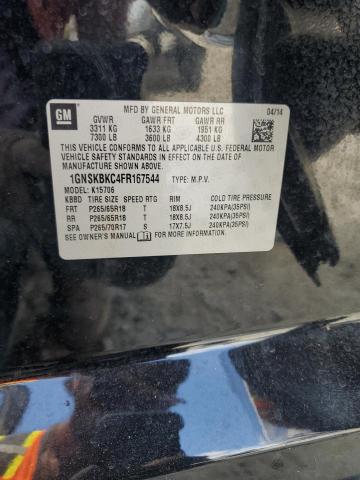 GM
MFD BY GENERAL MOTORS LLC 04/14
GVWR GAWR FRT GAWR RR
3311 KG 1633 KG 1951 KG
7300 LB 3600 LB 4300 LB
THIS VEHICLE CONFORMS TO ALL APPLICABLE U.S. FEDERAL MOTOR
VEHICLE SAFETY AND THEFT PREVENTION STANDARDS IN EFFECT ON THE DATE OF
MANUFACTURE SHOWN ABOVE.
1GNSKBKC4FR167544 TYPE: M.P.V.
MODEL: K15706
KBBD TIRE SIZE SPEED RTG RIM COLD TIRE PRESSURE
FRT P265/65R18 T 18X8.5J 240KPA(35PSI)
RR P265/65R18 T 18X8.5J 240KPA(35PSI)
SPA P265/70R17 S 17X7.5J 240KPA(35PSI)
SEE OWNER'S MANUAL FOR MORE INFORMATION.